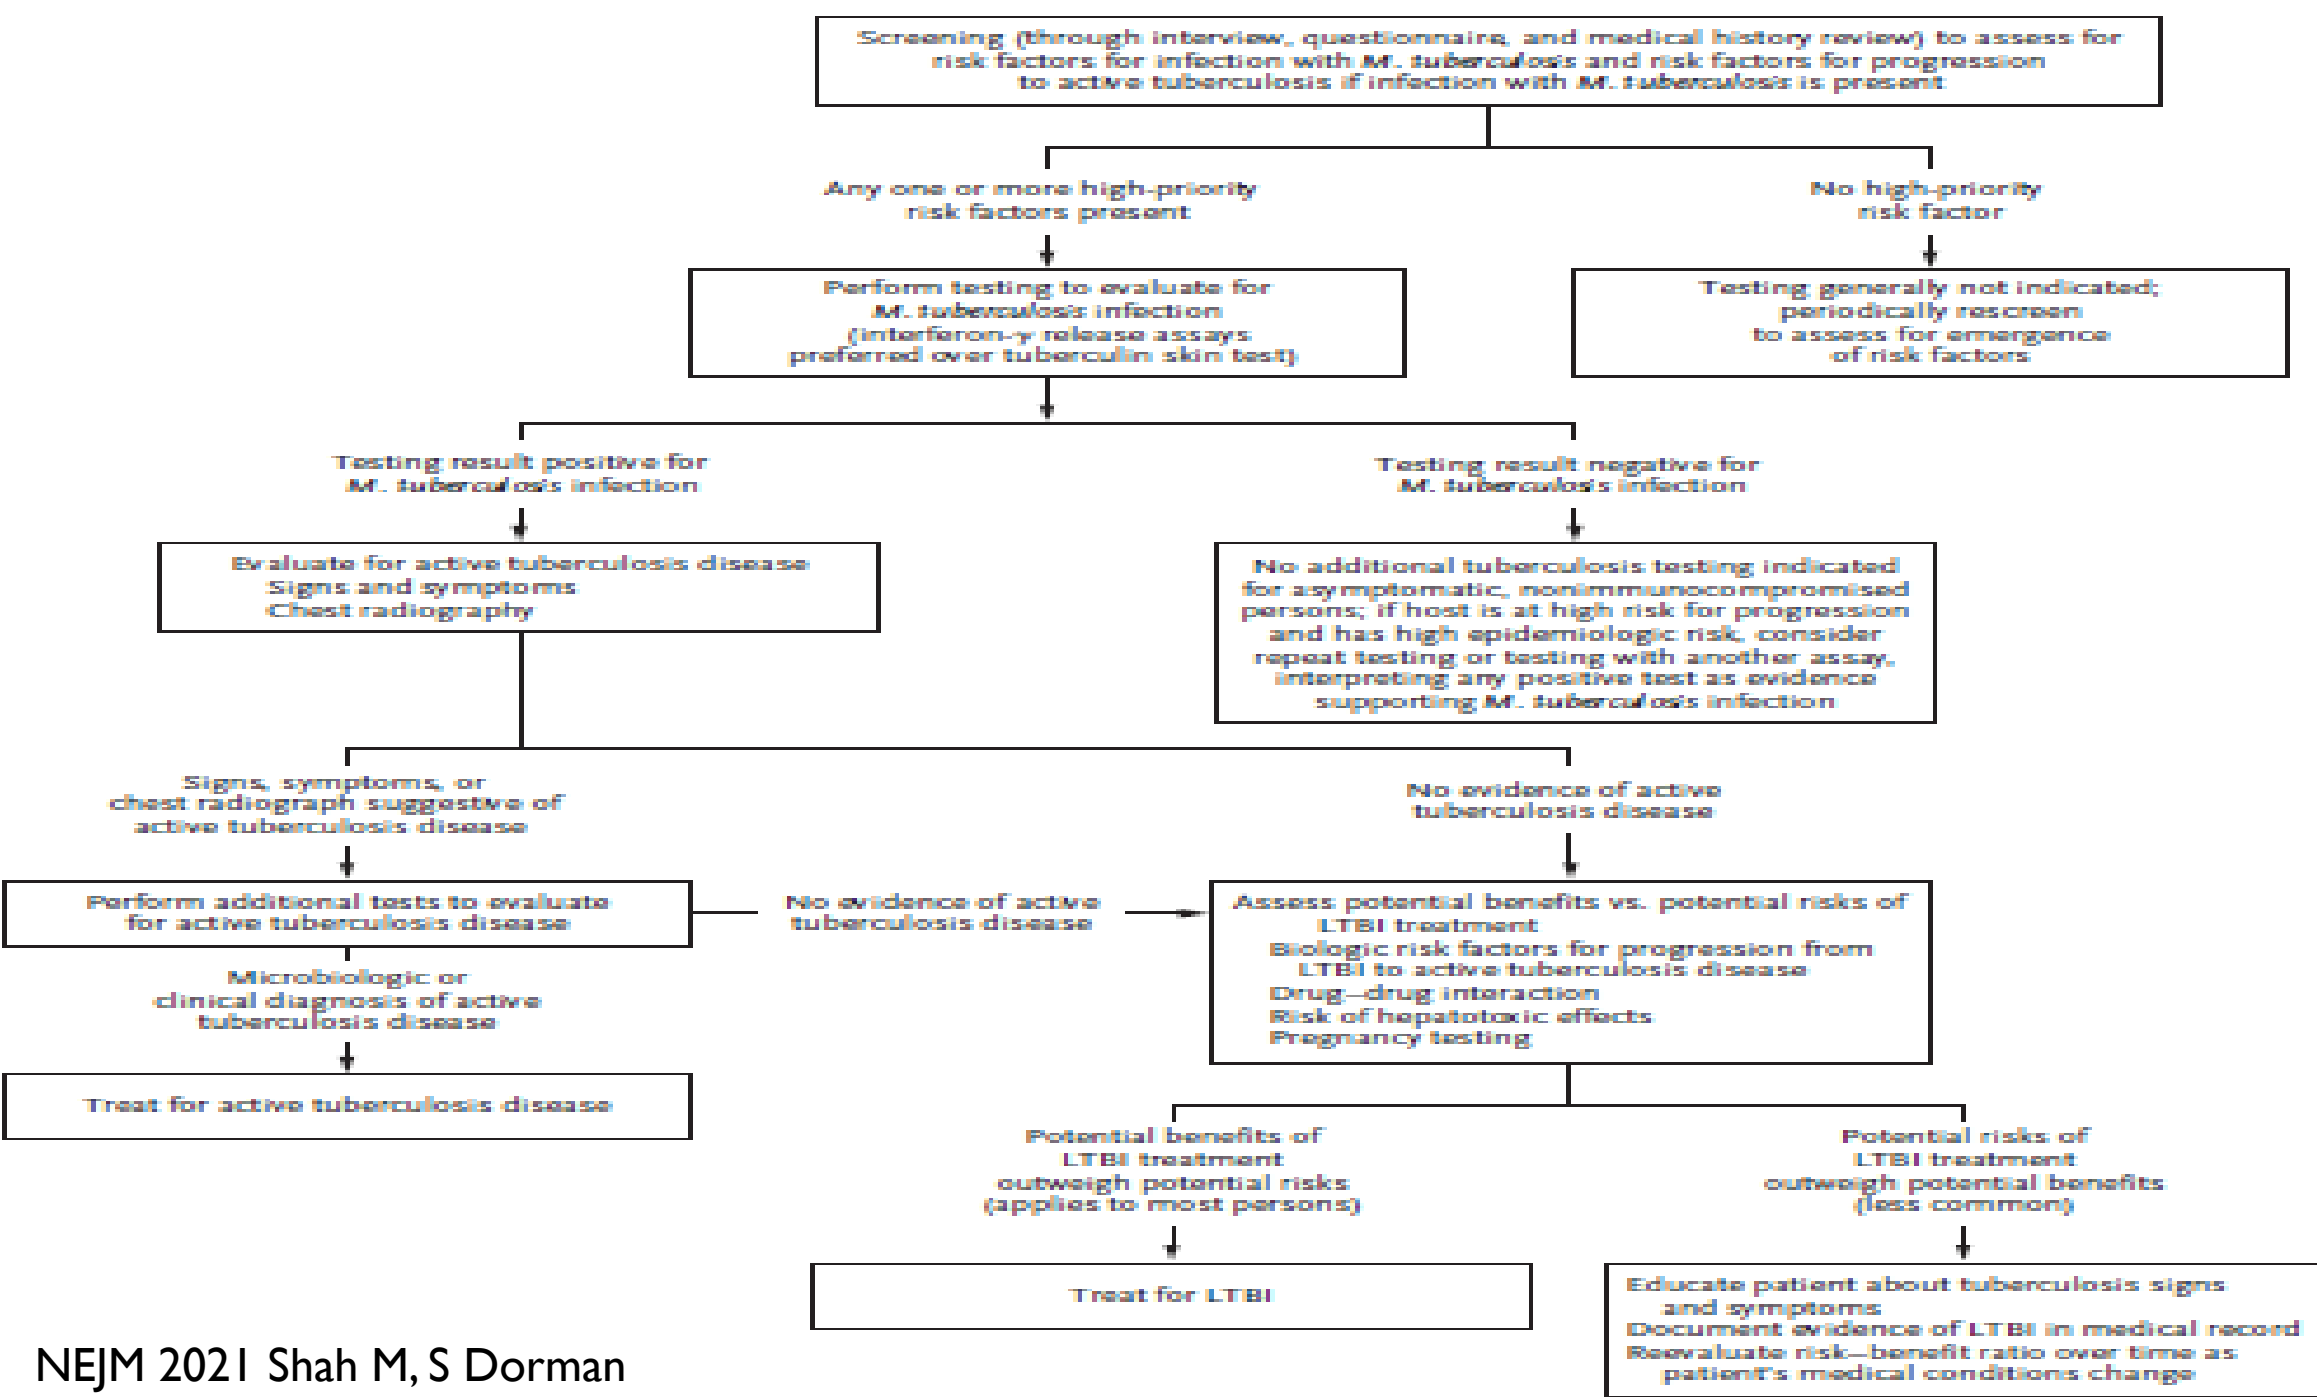 Screening (through interview, questionnaire, and medical history review) to assess for
risk factors for infection with M. tuberculosis and risk factors for progression
to active tuberculosis if infection with M. tuberculosis is present
Any one or more high-priority
risk factors present
No high-priority
risk factor
Perform testing to evaluate for
M. tuberculosis infection
(interferon-γ release assays
preferred over tuberculin skin test)
Testing generally not indicated;
periodically rescreen
to assess for emergence
of risk factors
Testing result positive for
M. tuberculosis infection
Testing result negative for
M. tuberculosis infection
Evaluate for active tuberculosis disease
Signs and symptoms
Chest radiography
No additional tuberculosis testing indicated
for asymptomatic, nonimmunocompromised
persons; if host is at high risk for progression
and has high epidemiologic risk, consider
repeat testing or testing with another assay,
interpreting any positive test as evidence
supporting M. tuberculosis infection
Signs, symptoms, or
chest radiograph suggestive of
active tuberculosis disease
No evidence of active
tuberculosis disease
Perform additional tests to evaluate
for active tuberculosis disease
No evidence of active
tuberculosis disease
Assess potential benefits vs. potential risks of
LTBI treatment
Biologic risk factors for progression from
LTBI to active tuberculosis disease
Drug–drug interaction
Risk of hepatotoxic effects
Pregnancy testing
Microbiologic or
clinical diagnosis of active
tuberculosis disease
Treat for active tuberculosis disease
Potential benefits of
LTBI treatment
outweigh potential risks
(applies to most persons)
Potential risks of
LTBI treatment
outweigh potential benefits
(less common)
Treat for LTBI
Educate patient about tuberculosis signs
and symptoms
Document evidence of LTBI in medical record
Reevaluate risk–benefit ratio over time as
patient's medical conditions change
NEJM 2021 Shah M, S Dorman